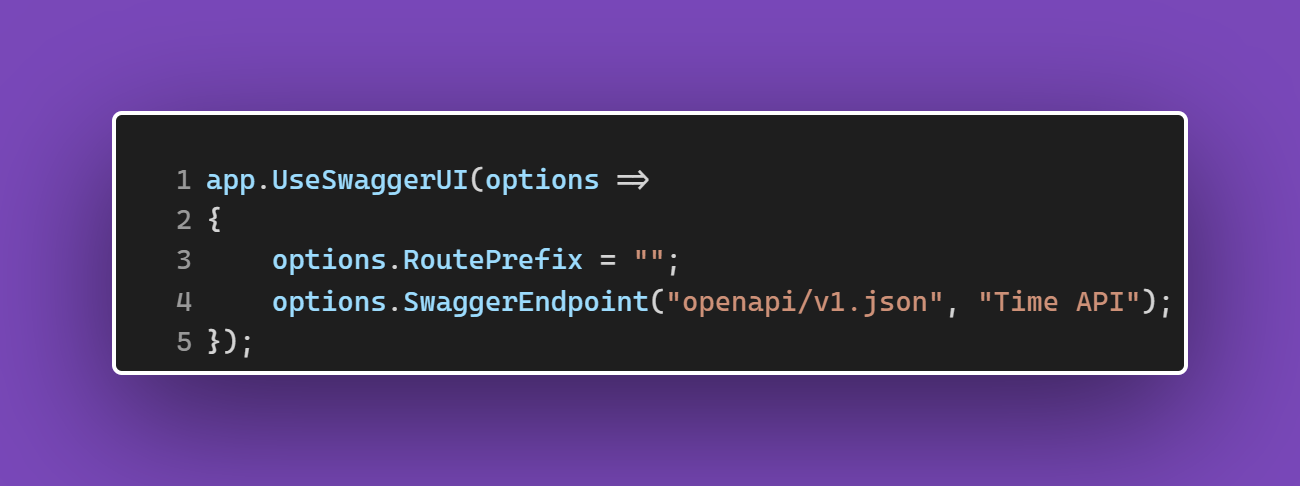 1 app.UseSwaggerUI(options =>
2 {
3     options.RoutePrefix = "";
4     options.SwaggerEndpoint("openapi/v1.json", "Time API");
5 });